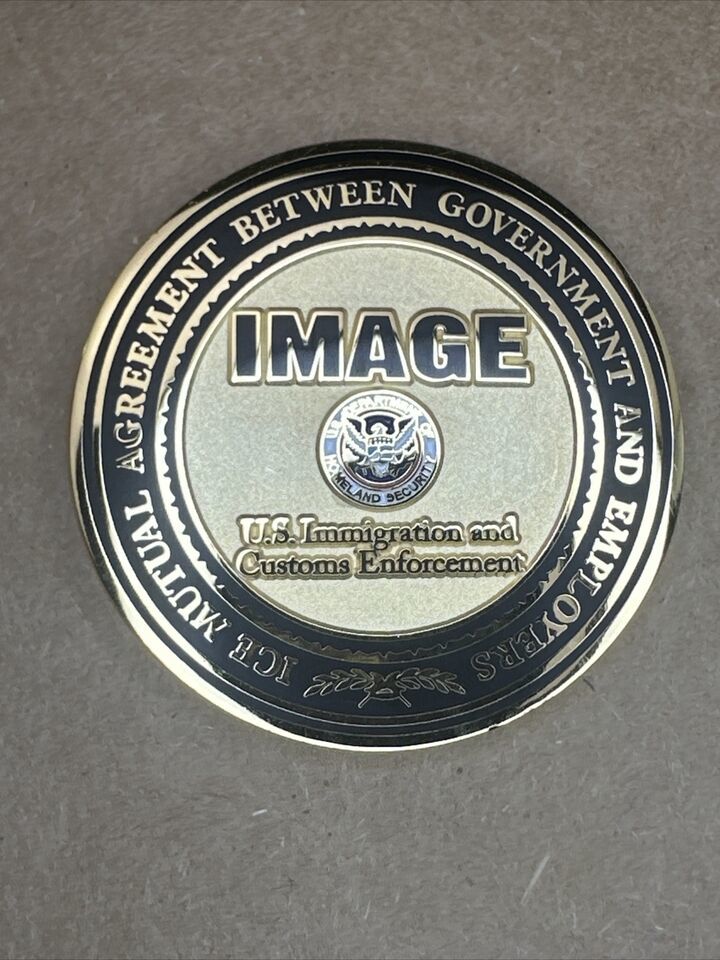 ICE MUTUAL AGREEMENT BETWEEN GOVERNMENT AND EMPLOYERS
IMAGE
U.S. DEPARTMENT OF
HOMELAND SECURITY
U.S. Immigration and
Customs Enforcement